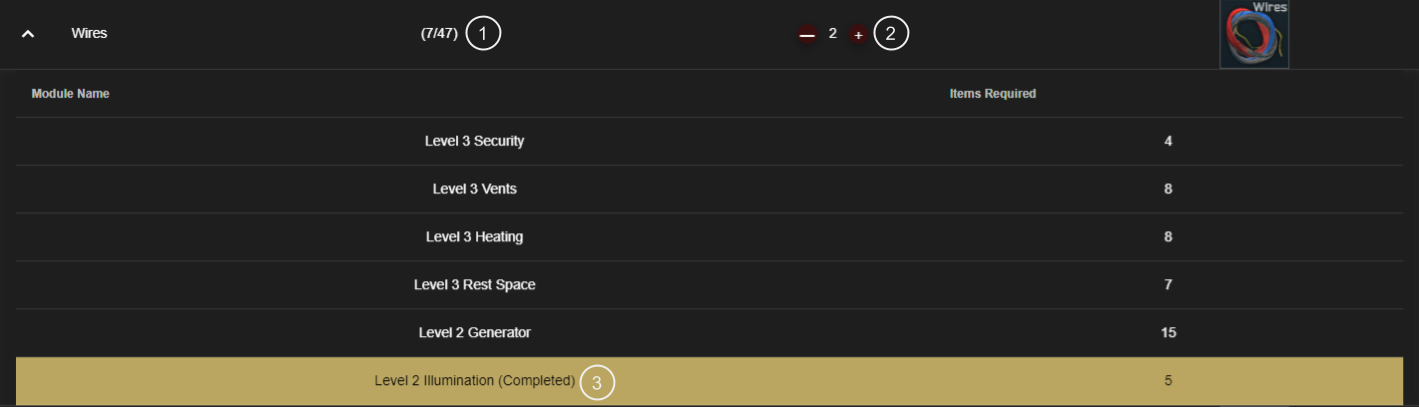 Wires (7/47) 1 — 2 + 2 Wires
Module Name Items Required
Level 3 Security 4
Level 3 Vents 8
Level 3 Heating 8
Level 3 Rest Space 7
Level 2 Generator 15
Level 2 Illumination (Completed) 3 5